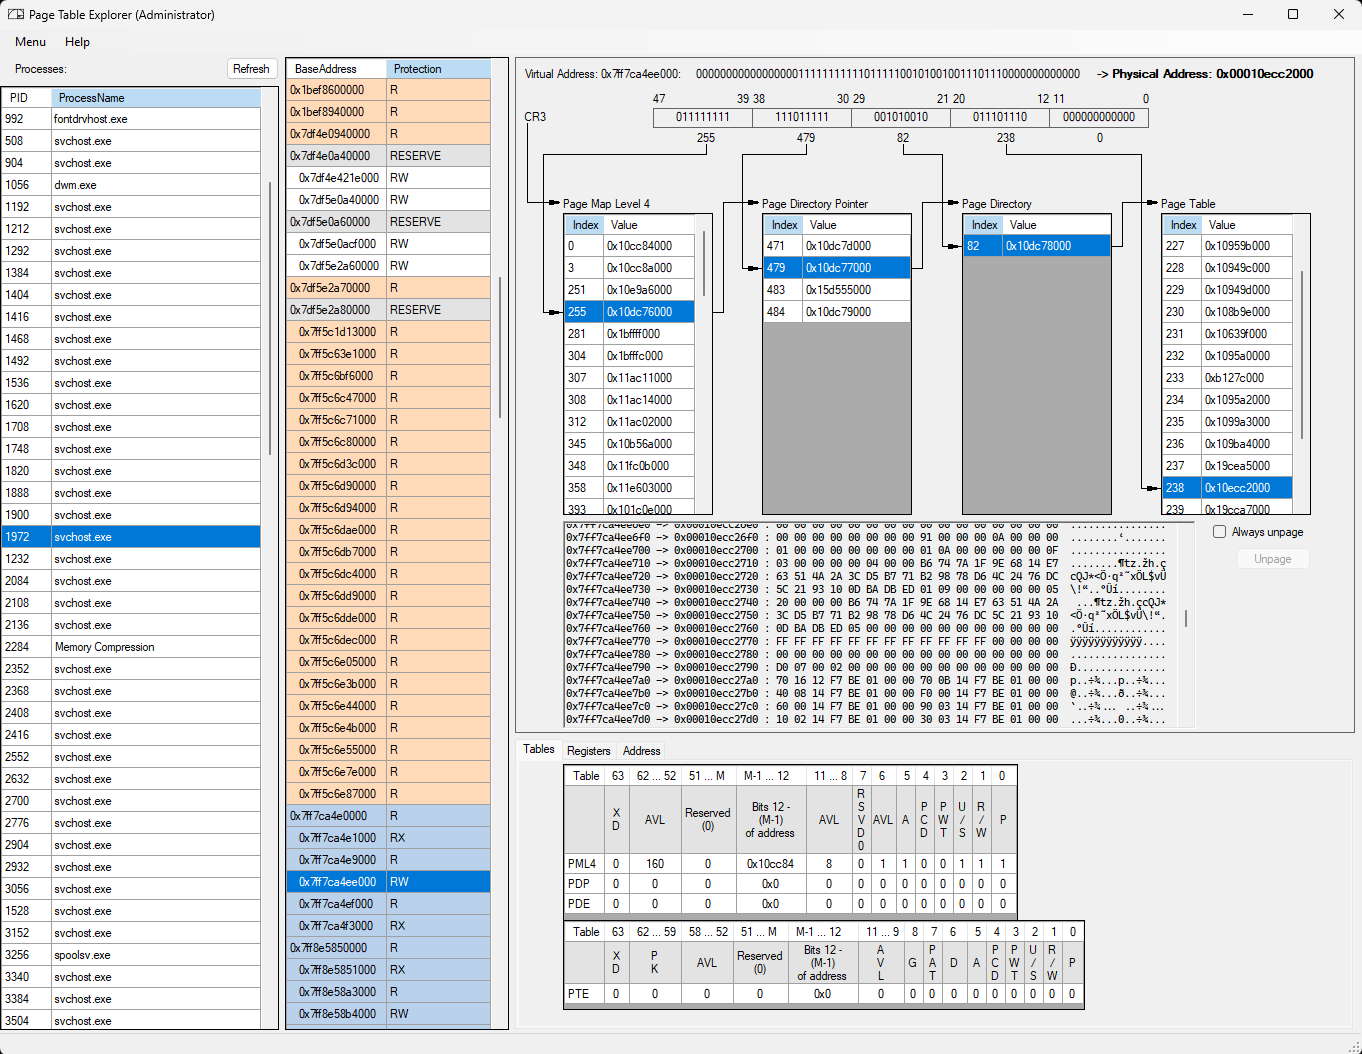 Page Table Explorer (Administrator)
Menu Help
Processes: Refresh
PID ProcessName
992 fontdrvhost.exe
508 svchost.exe
904 svchost.exe
1056 dwm.exe
1192 svchost.exe
1212 svchost.exe
1292 svchost.exe
1384 svchost.exe
1404 svchost.exe
1416 svchost.exe
1468 svchost.exe
1492 svchost.exe
1536 svchost.exe
1620 svchost.exe
1708 svchost.exe
1748 svchost.exe
1820 svchost.exe
1888 svchost.exe
1900 svchost.exe
1972 svchost.exe
1232 svchost.exe
2084 svchost.exe
2108 svchost.exe
2136 svchost.exe
2284 Memory Compression
2352 svchost.exe
2368 svchost.exe
2408 svchost.exe
2416 svchost.exe
2552 svchost.exe
2632 svchost.exe
2700 svchost.exe
2776 svchost.exe
2904 svchost.exe
2932 svchost.exe
3056 svchost.exe
1528 svchost.exe
3152 svchost.exe
3256 spoolsv.exe
3340 svchost.exe
3384 svchost.exe
3504 svchost.exe
BaseAddress Protection
0x1bef8600000 R
0x1bef8940000 R
0x7df4e0940000 R
0x7df4e0a40000 RESERVE
0x7df4e421e000 RW
0x7df5e0a40000 RW
0x7df5e0a60000 RESERVE
0x7df5e0acf000 RW
0x7df5e2a60000 RW
0x7df5e2a70000 R
0x7df5e2a80000 RESERVE
0x7ff5c1d13000 R
0x7ff5c63e1000 R
0x7ff5c6bf6000 R
0x7ff5c6c47000 R
0x7ff5c6c71000 R
0x7ff5c6c80000 R
0x7ff5c6d3c000 R
0x7ff5c6d90000 R
0x7ff5c6d94000 R
0x7ff5c6dae000 R
0x7ff5c6db7000 R
0x7ff5c6dc4000 R
0x7ff5c6dd9000 R
0x7ff5c6dde000 R
0x7ff5c6dec000 R
0x7ff5c6e05000 R
0x7ff5c6e3b000 R
0x7ff5c6e44000 R
0x7ff5c6e4b000 R
0x7ff5c6e55000 R
0x7ff5c6e7e000 R
0x7ff5c6e87000 R
0x7ff7ca4e0000 R
0x7ff7ca4e1000 RX
0x7ff7ca4e9000 R
0x7ff7ca4ee000 RW
0x7ff7ca4ef000 R
0x7ff7ca4f3000 RX
0x7ff8e5850000 R
0x7ff8e5851000 RX
0x7ff8e58a3000 R
0x7ff8e58b4000 RW
Virtual Address: 0x7ff7ca4ee000: 0000000000000000011111111111011111001010010011101110000000000000 -> Physical Address: 0x00010ecc2000
47 39 38 30 29 21 20 12 11 0
CR3 011111111 111011111 001010010 011101110 000000000000
255 479 82 238 0
Page Map Level 4
Index Value
0 0x10cc84000
3 0x10cc8a000
251 0x10e9a6000
255 0x10dc76000
281 0x1bffff000
304 0x1bfffc000
307 0x11ac11000
308 0x11ac14000
312 0x11ac02000
345 0x10b56a000
348 0x11fc0b000
358 0x11e603000
393 0x101c0e000
Page Directory Pointer
Index Value
471 0x10dc7d000
479 0x10dc77000
483 0x15d555000
484 0x10dc79000
Page Directory
Index Value
82 0x10dc78000
Page Table
Index Value
227 0x10959b000
228 0x10949c000
229 0x10949d000
230 0x108b9e000
231 0x10639f000
232 0x1095a0000
233 0xb127c000
234 0x1095a2000
235 0x1099a3000
236 0x109ba4000
237 0x19cea5000
238 0x10ecc2000
239 0x19cca7000
0x7ff7ca4ee6f0 -> 0x00010ecc26f0 : 00 00 00 00 00 00 00 00 91 00 00 00 0A 00 00 00 ........‘.......
0x7ff7ca4ee700 -> 0x00010ecc2700 : 01 00 00 00 00 00 00 00 01 0A 00 00 00 00 00 0F ................
0x7ff7ca4ee710 -> 0x00010ecc2710 : 03 00 00 00 04 00 00 00 B6 74 7A 1F 9E 68 14 E7 ........¶tz.žh.ç
0x7ff7ca4ee720 -> 0x00010ecc2720 : 63 51 4A 2A 3C D5 B7 71 B2 98 78 D6 4C 24 76 DC cQJ*<Õ·q²˜xÖL$vÜ
0x7ff7ca4ee730 -> 0x00010ecc2730 : 5C 21 93 10 0D BA DB ED 01 09 00 00 00 00 00 05 \!“..ºÛí........
0x7ff7ca4ee740 -> 0x00010ecc2740 : 20 00 00 00 B6 74 7A 1F 9E 68 14 E7 63 51 4A 2A ...¶tz.žh.çcQJ*
0x7ff7ca4ee750 -> 0x00010ecc2750 : 3C D5 B7 71 B2 98 78 D6 4C 24 76 DC 5C 21 93 10 <Õ·q²˜xÖL$vÜ\!“.
0x7ff7ca4ee760 -> 0x00010ecc2760 : 0D BA DB ED 05 00 00 00 00 00 00 00 00 00 00 00 .ºÛí............
0x7ff7ca4ee770 -> 0x00010ecc2770 : FF FF FF FF FF FF FF FF FF FF FF FF 00 00 00 00 ÿÿÿÿÿÿÿÿÿÿÿÿ....
0x7ff7ca4ee780 -> 0x00010ecc2780 : 00 00 00 00 00 00 00 00 00 00 00 00 00 00 00 00 ................
0x7ff7ca4ee790 -> 0x00010ecc2790 : D0 07 00 02 00 00 00 00 00 00 00 00 00 00 00 00 Ð...............
0x7ff7ca4ee7a0 -> 0x00010ecc27a0 : 70 16 12 F7 BE 01 00 00 70 0B 14 F7 BE 01 00 00 p..÷¾...p..÷¾...
0x7ff7ca4ee7b0 -> 0x00010ecc27b0 : 40 08 14 F7 BE 01 00 00 F0 00 14 F7 BE 01 00 00 @..÷¾...ð..÷¾...
0x7ff7ca4ee7c0 -> 0x00010ecc27c0 : 60 00 14 F7 BE 01 00 00 90 03 14 F7 BE 01 00 00 `..÷¾... ..÷¾...
0x7ff7ca4ee7d0 -> 0x00010ecc27d0 : 10 02 14 F7 BE 01 00 00 30 03 14 F7 BE 01 00 00 ...÷¾...0..÷¾...
Always unpage
Unpage
Tables Registers Address
Table 63 62 ... 52 51 ... M M-1 ... 12 11 ... 8 7 6 5 4 3 2 1 0
XD AVL Reserved (0) Bits 12 - (M-1) of address AVL RSVD0 AVL A PCD PWT U/S R/W P
PML4 0 160 0 0x10cc84 8 0 1 1 0 0 1 1 1
PDP 0 0 0 0x0 0 0 0 0 0 0 0 0 0
PDE 0 0 0 0x0 0 0 0 0 0 0 0 0 0
Table 63 62 ... 59 58 ... 52 51 ... M M-1 ... 12 11 ... 9 8 7 6 5 4 3 2 1 0
XD PK AVL Reserved (0) Bits 12 - (M-1) of address AVL G PAT D A PCD PWT U/S R/W P
PTE 0 0 0 0 0x0 0 0 0 0 0 0 0 0 0 0